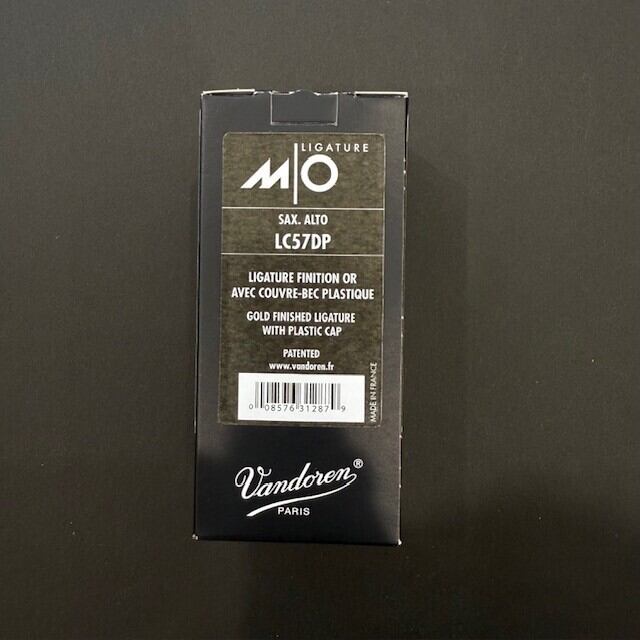 LIGATURE
M|O
SAX. ALTO
LC57DP
LIGATURE FINITION OR
AVEC COUVRE-BEC PLASTIQUE
GOLD FINISHED LIGATURE
WITH PLASTIC CAP
PATENTED
www.vandoren.fr
MADE IN FRANCE
0 08576 31287 9
Vandoren®
PARIS